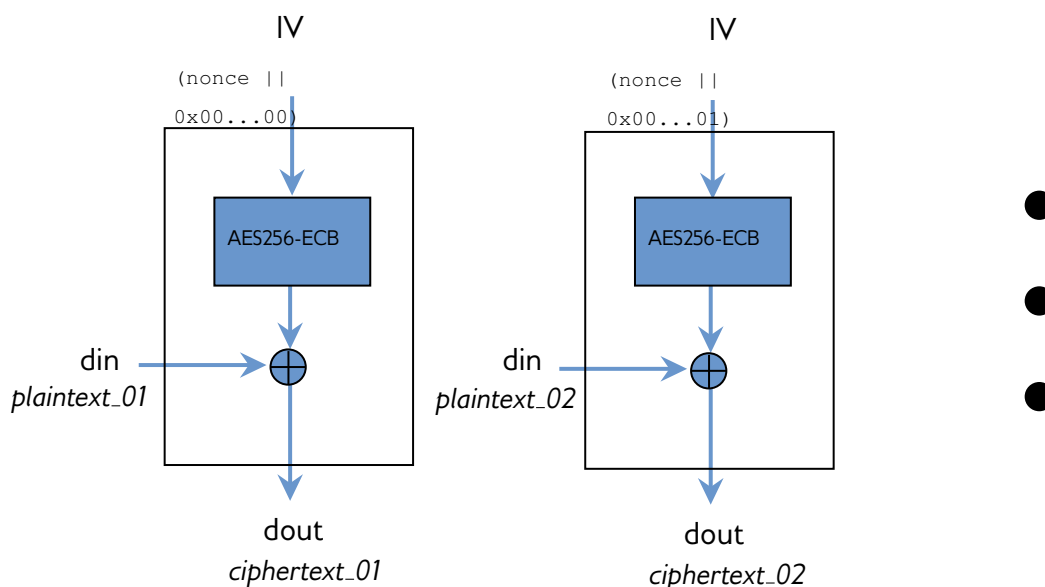 IV
(nonce ||
0x00...00)
AES256-ECB
din
plaintext_01
dout
ciphertext_01
IV
(nonce ||
0x00...01)
AES256-ECB
din
plaintext_02
dout
ciphertext_02